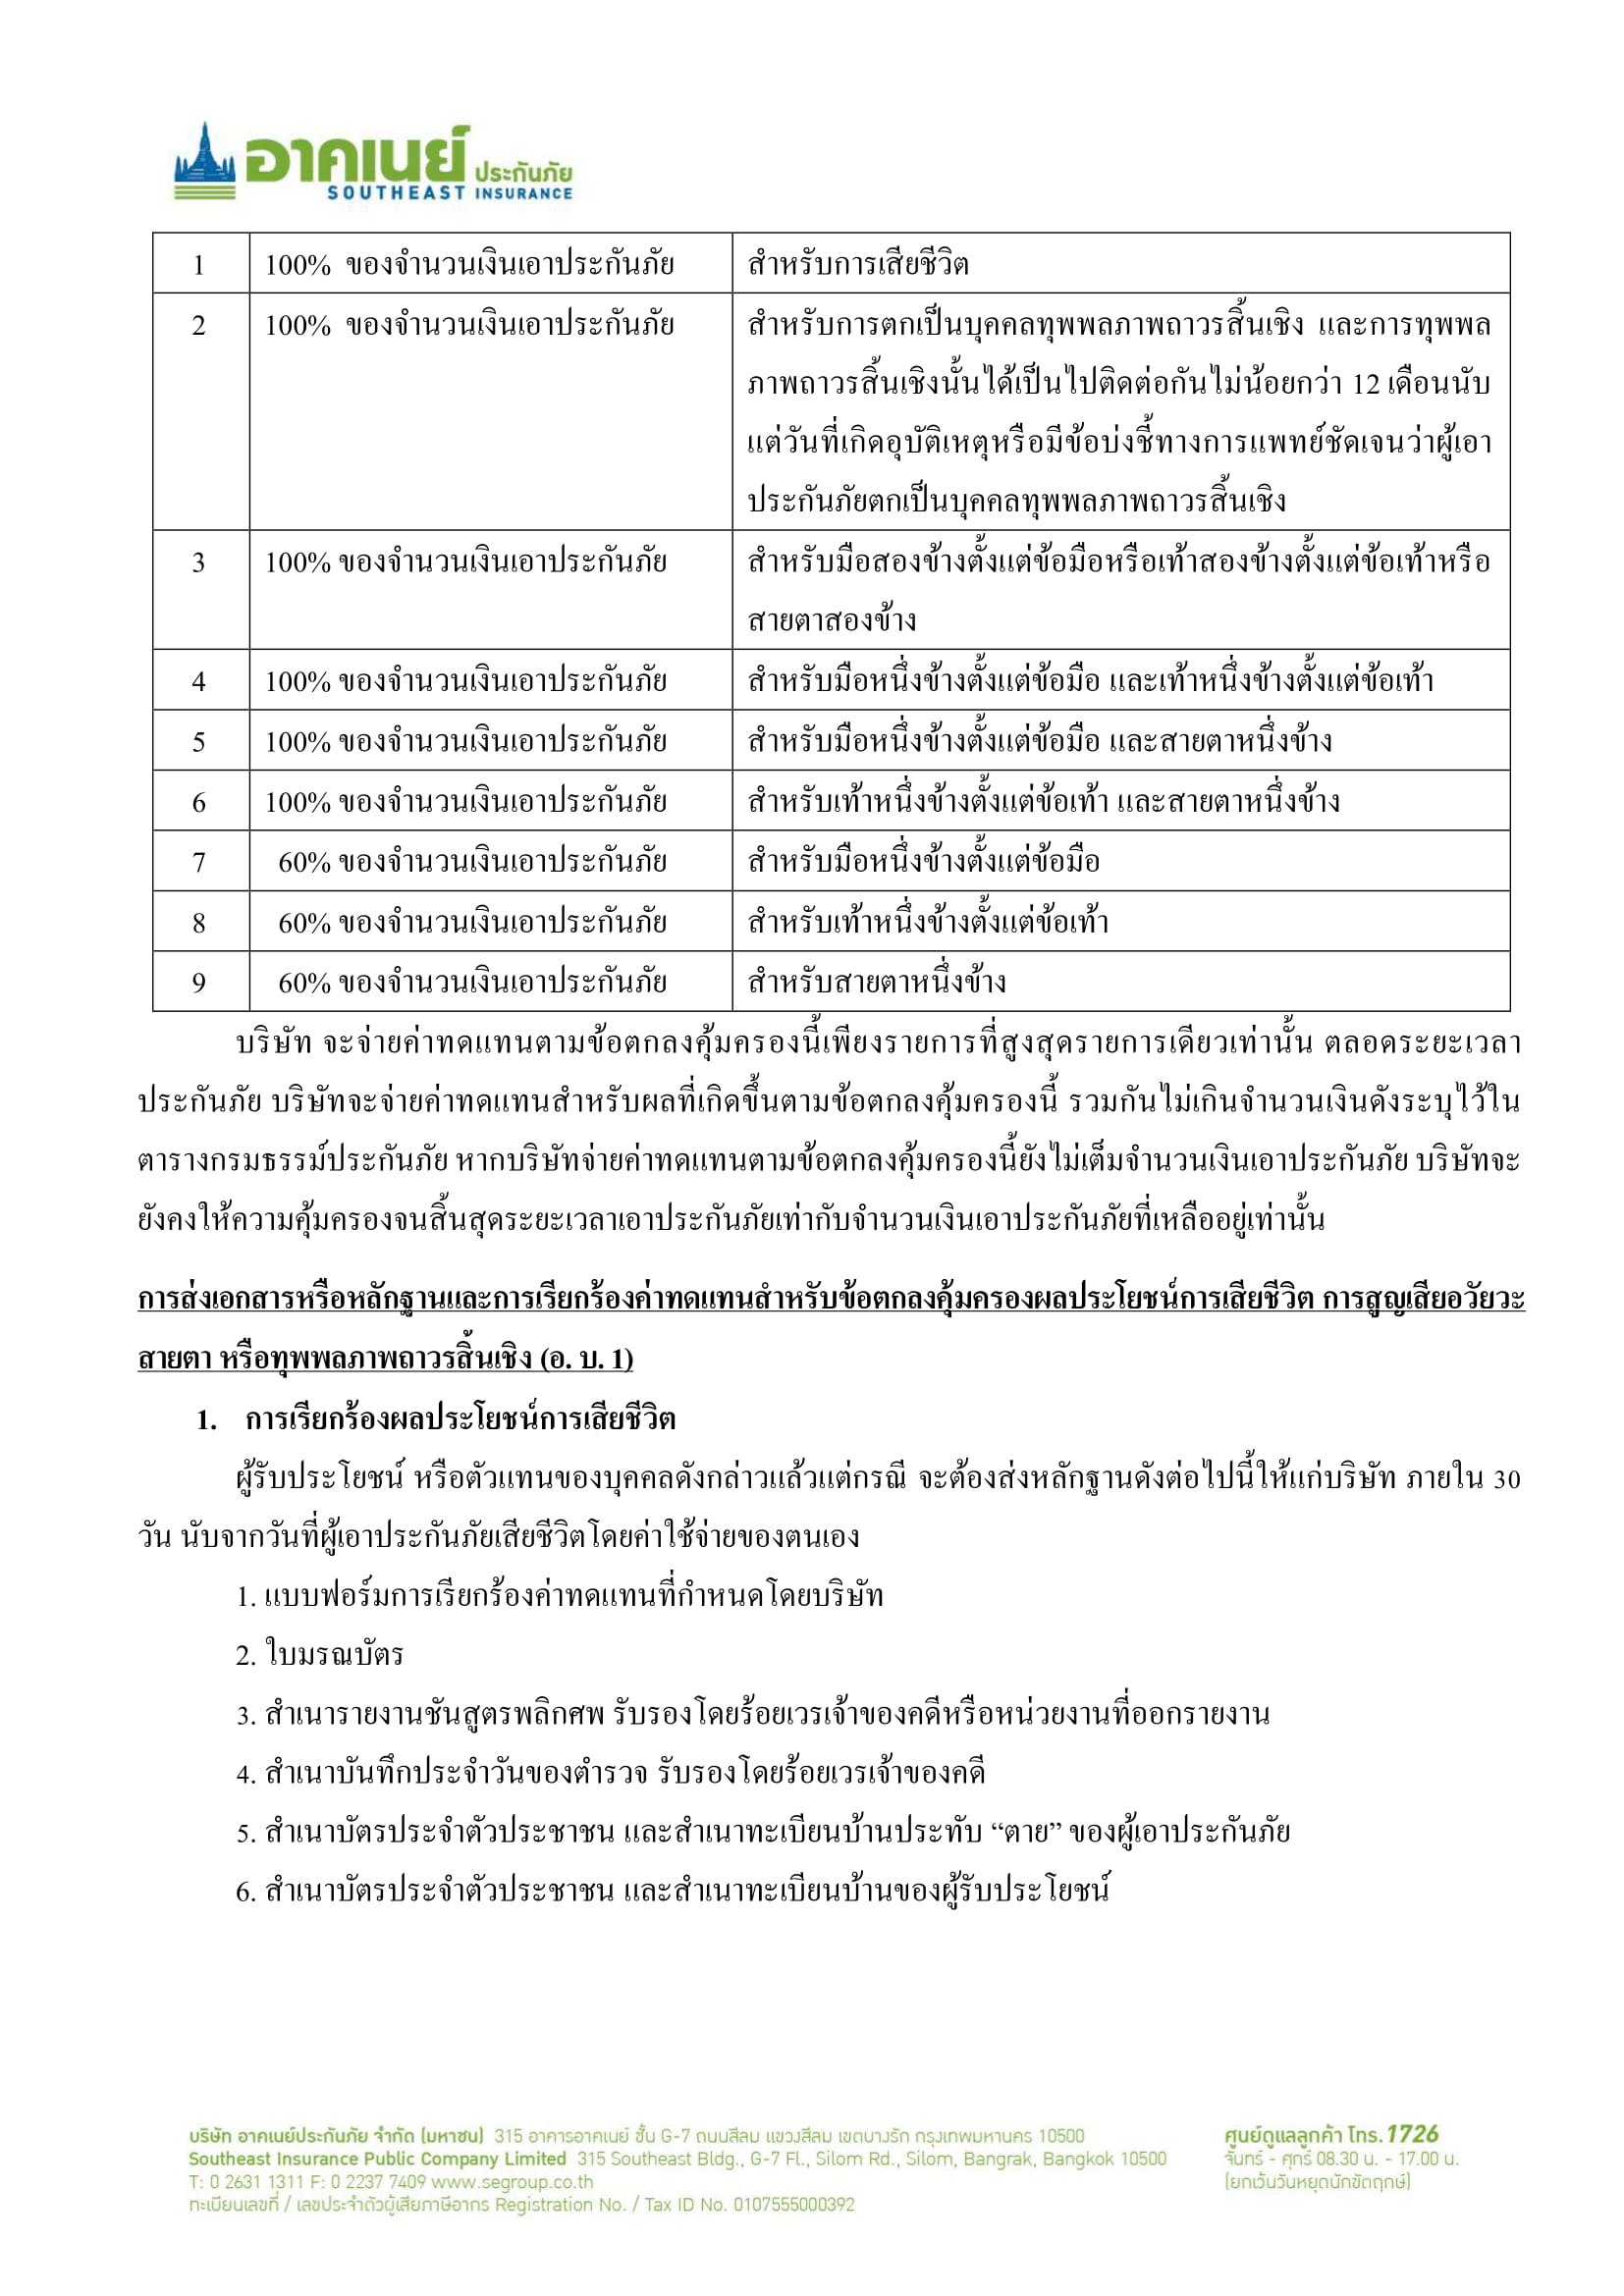 อาคเนย์ ประกันภัย
SOUTHEAST INSURANCE
1 100% ของจำนวนเงินเอาประกันภัย สำหรับการเสียชีวิต
2 100% ของจำนวนเงินเอาประกันภัย สำหรับการตกเป็นบุคคลทุพพลภาพถาวรสิ้นเชิง และการทุพพล
ภาพถาวรสิ้นเชิงนั้นได้เป็นไปติดต่อกันไม่น้อยกว่า 12 เดือนนับ
แต่วันที่เกิดอุบัติเหตุหรือมีข้อบ่งชี้ทางการแพทย์ชัดเจนว่าผู้เอา
ประกันภัยตกเป็นบุคคลทุพพลภาพถาวรสิ้นเชิง
3 100% ของจำนวนเงินเอาประกันภัย สำหรับมือสองข้างตั้งแต่ข้อมือหรือเท้าสองข้างตั้งแต่ข้อเท้าหรือ
สายตาสองข้าง
4 100% ของจำนวนเงินเอาประกันภัย สำหรับมือหนึ่งข้างตั้งแต่ข้อมือ และเท้าหนึ่งข้างตั้งแต่ข้อเท้า
5 100% ของจำนวนเงินเอาประกันภัย สำหรับมือหนึ่งข้างตั้งแต่ข้อมือ และสายตาหนึ่งข้าง
6 100% ของจำนวนเงินเอาประกันภัย สำหรับเท้าหนึ่งข้างตั้งแต่ข้อเท้า และสายตาหนึ่งข้าง
7 60% ของจำนวนเงินเอาประกันภัย สำหรับมือหนึ่งข้างตั้งแต่ข้อมือ
8 60% ของจำนวนเงินเอาประกันภัย สำหรับเท้าหนึ่งข้างตั้งแต่ข้อเท้า
9 60% ของจำนวนเงินเอาประกันภัย สำหรับสายตาหนึ่งข้าง
บริษัท จะจ่ายค่าทดแทนตามข้อตกลงคุ้มครองนี้เพียงรายการที่สูงสุดรายการเดียวเท่านั้น ตลอดระยะเวลา
ประกันภัย บริษัทจะจ่ายค่าทดแทนสำหรับผลที่เกิดขึ้นตามข้อตกลงคุ้มครองนี้ รวมกันไม่เกินจำนวนเงินดังระบุไว้ใน
ตารางกรมธรรม์ประกันภัย หากบริษัทจ่ายค่าทดแทนตามข้อตกลงคุ้มครองนี้ยังไม่เต็มจำนวนเงินเอาประกันภัย บริษัทจะ
ยังคงให้ความคุ้มครองจนสิ้นสุดระยะเวลาเอาประกันภัยเท่ากับจำนวนเงินเอาประกันภัยที่เหลืออยู่เท่านั้น
การส่งเอกสารหรือหลักฐานและการเรียกร้องค่าทดแทนสำหรับข้อตกลงคุ้มครองผลประโยชน์การเสียชีวิต การสูญเสียอวัยวะ
สายตา หรือทุพพลภาพถาวรสิ้นเชิง (อ. บ. 1)
1. การเรียกร้องผลประโยชน์การเสียชีวิต
ผู้รับประโยชน์ หรือตัวแทนของบุคคลดังกล่าวแล้วแต่กรณี จะต้องส่งหลักฐานดังต่อไปนี้ให้แก่บริษัท ภายใน 30
วัน นับจากวันที่ผู้เอาประกันภัยเสียชีวิตโดยค่าใช้จ่ายของตนเอง
1. แบบฟอร์มการเรียกร้องค่าทดแทนที่กำหนดโดยบริษัท
2. ใบมรณบัตร
3. สำเนารายงานชันสูตรพลิกศพ รับรองโดยร้อยเวรเจ้าของคดีหรือหน่วยงานที่ออกรายงาน
4. สำเนาบันทึกประจำวันของตำรวจ รับรองโดยร้อยเวรเจ้าของคดี
5. สำเนาบัตรประจำตัวประชาชน และสำเนาทะเบียนบ้านประทับ “ตาย” ของผู้เอาประกันภัย
6. สำเนาบัตรประจำตัวประชาชน และสำเนาทะเบียนบ้านของผู้รับประโยชน์
บริษัท อาคเนย์ประกันภัย จำกัด (มหาชน) 315 อาคารอาคเนย์ ชั้น G-7 ถนนสีลม แขวงสีลม เขตบางรัก กรุงเทพมหานคร 10500
Southeast Insurance Public Company Limited 315 Southeast Bldg., G-7 Fl., Silom Rd., Silom, Bangrak, Bangkok 10500
T: 0 2631 1311 F: 0 2237 7409 www.segroup.co.th
ทะเบียนเลขที่ / เลขประจำตัวผู้เสียภาษีอากร Registration No. / Tax ID No. 0107555000392
ศูนย์ดูแลลูกค้า โทร.1726
จันทร์ - ศุกร์ 08.30 น. - 17.00 น.
(ยกเว้นวันหยุดนักขัตฤกษ์)